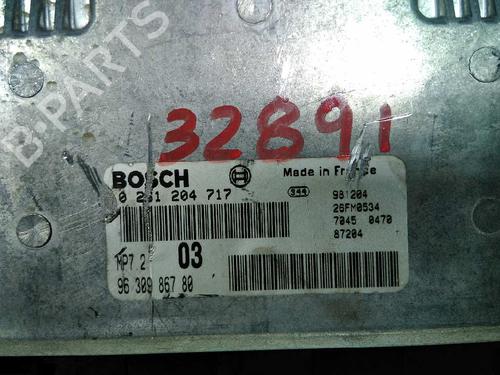 B-PARTS
32891
BOSCH
Made in France
0 261 204 717
944
981204
26FM0534
7045 0470
87204
MP7.2
03
96 309 867 80